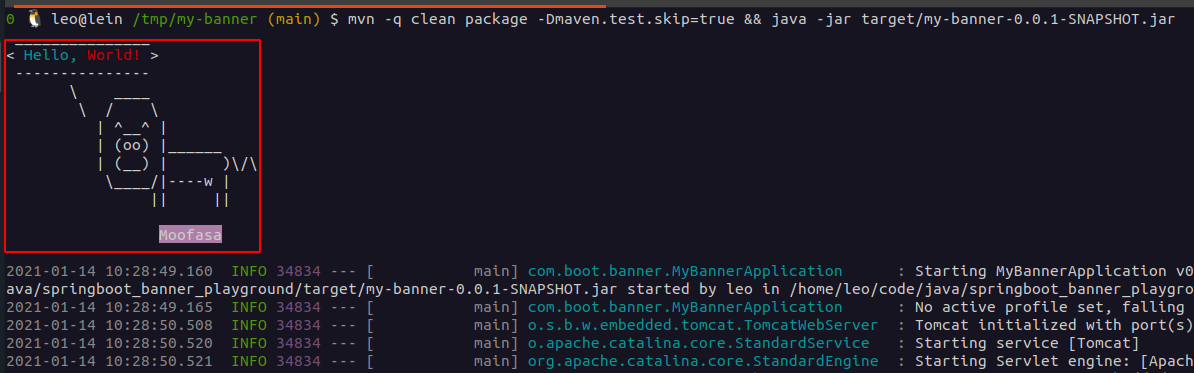 0 🐧 leo@lein /tmp/my-banner (main) $ mvn -q clean package -Dmaven.test.skip=true && java -jar target/my-banner-0.0.1-SNAPSHOT.jar
 _______________
< Hello, World! >
 ---------------
       \    ____
        \  /    \
          | ^__^ |
          | (oo) |______
          | (__) |      )\/\
           \____/|----w |
                ||     ||

                 Moofasa
2021-01-14 10:28:49.160  INFO 34834 --- [           main] com.boot.banner.MyBannerApplication      : Starting MyBannerApplication v0
ava/springboot_banner_playground/target/my-banner-0.0.1-SNAPSHOT.jar started by leo in /home/leo/code/java/springboot_banner_playgro
2021-01-14 10:28:49.165  INFO 34834 --- [           main] com.boot.banner.MyBannerApplication      : No active profile set, falling
2021-01-14 10:28:50.508  INFO 34834 --- [           main] o.s.b.w.embedded.tomcat.TomcatWebServer  : Tomcat initialized with port(s)
2021-01-14 10:28:50.520  INFO 34834 --- [           main] o.apache.catalina.core.StandardService   : Starting service [Tomcat]
2021-01-14 10:28:50.521  INFO 34834 --- [           main] org.apache.catalina.core.StandardEngine  : Starting Servlet engine: [Apach